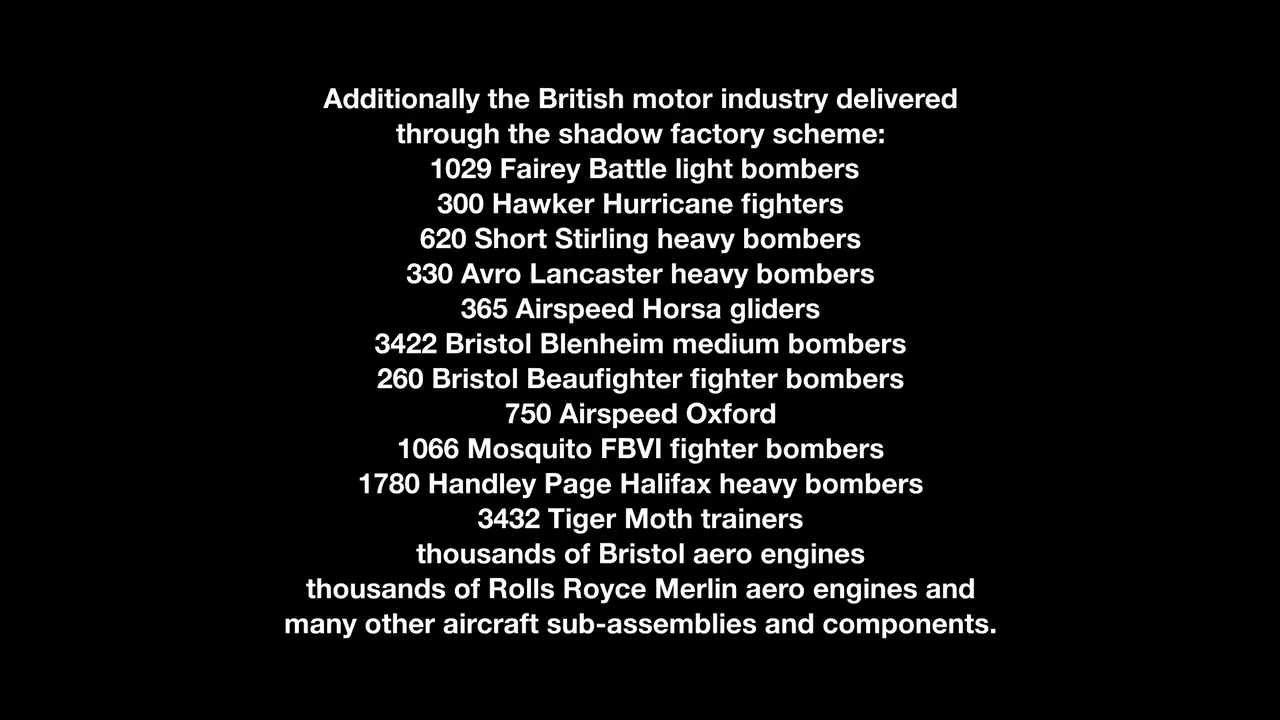 Additionally the British motor industry delivered
through the shadow factory scheme:
1029 Fairey Battle light bombers
300 Hawker Hurricane fighters
620 Short Stirling heavy bombers
330 Avro Lancaster heavy bombers
365 Airspeed Horsa gliders
3422 Bristol Blenheim medium bombers
260 Bristol Beaufighter fighter bombers
750 Airspeed Oxford
1066 Mosquito FBVI fighter bombers
1780 Handley Page Halifax heavy bombers
3432 Tiger Moth trainers
thousands of Bristol aero engines
thousands of Rolls Royce Merlin aero engines and
many other aircraft sub-assemblies and components.